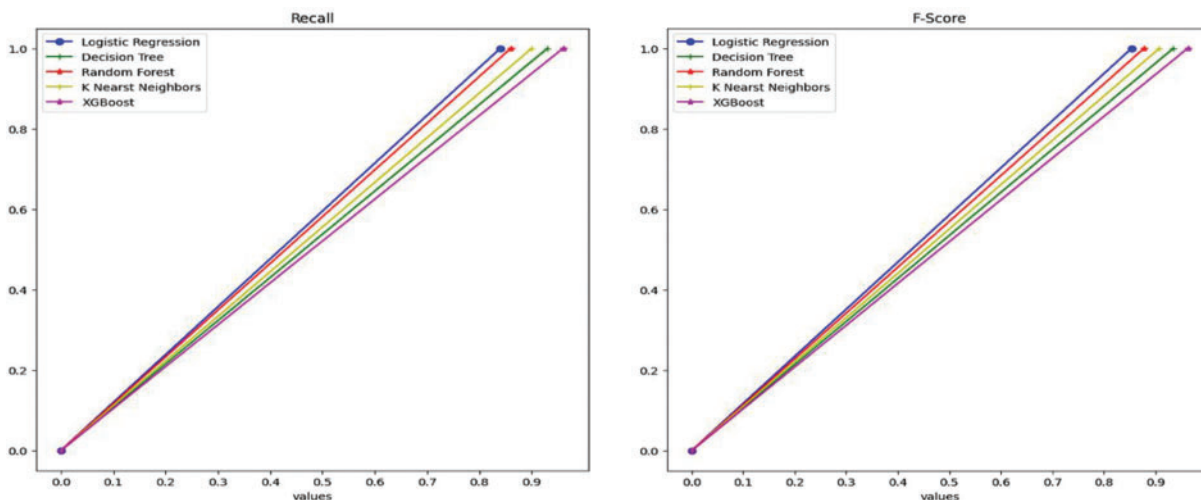 Recall
Logistic Regression
Decision Tree
Random Forest
K Nearst Neighbors
XGBoost
1.0
0.8
0.6
0.4
0.2
0.0
0.0 0.1 0.2 0.3 0.4 0.5 0.6 0.7 0.8 0.9
values
F-Score
Logistic Regression
Decision Tree
Random Forest
K Nearst Neighbors
XGBoost
1.0
0.8
0.6
0.4
0.2
0.0
0.0 0.1 0.2 0.3 0.4 0.5 0.6 0.7 0.8 0.9
values